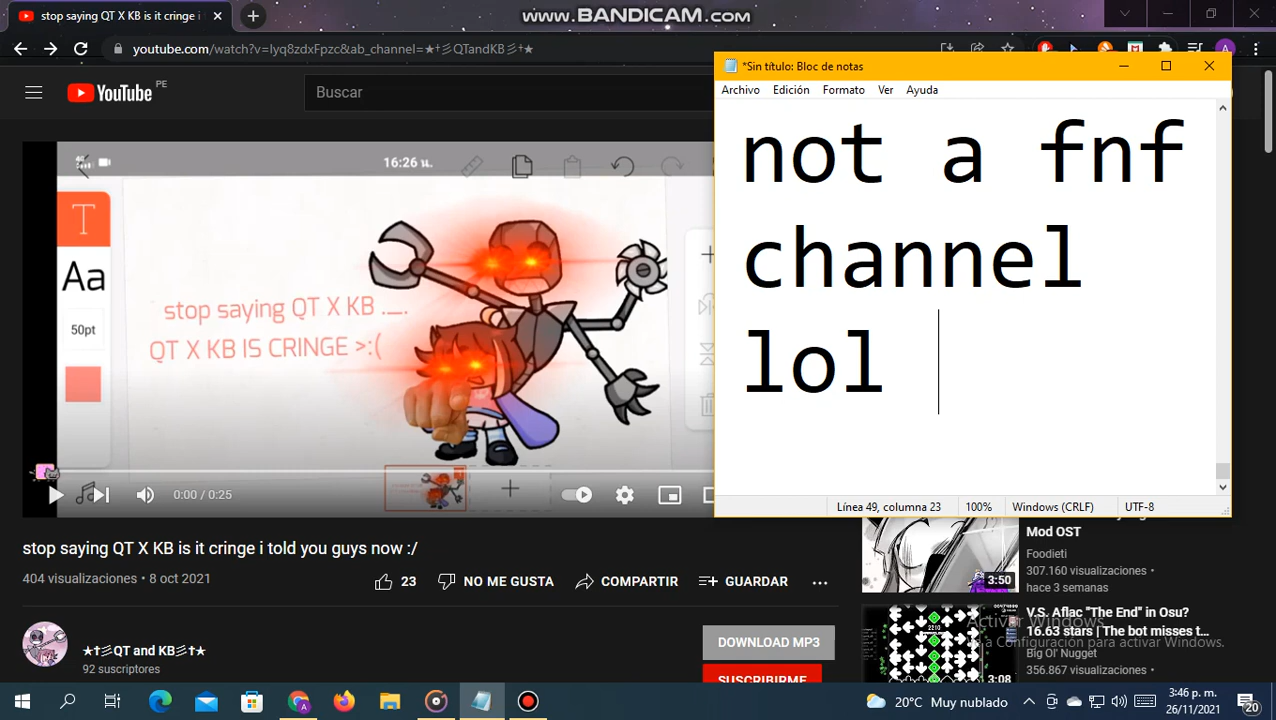 www.BANDICAM.com
stop saying QT X KB is it cringe i
youtube.com/watch?v=Iyq8zdxFpzo&ab_channel=★†彡QTandKB彡†★
*Sin título: Bloc de notas
Archivo Edición Formato Ver Ayuda
YouTube PE
Buscar
not a fnf
channel
lol
16:26 น.
T
Aa
50pt
stop saying QT X KB ._.
QT X KB IS CRINGE >:(
0:00 / 0:25
Línea 49, columna 23 100% Windows (CRLF) UTF-8
stop saying QT X KB is it cringe i told you guys now :/
404 visualizaciones • 8 oct 2021
23 NO ME GUSTA COMPARTIR GUARDAR
★†彡QT and KB彡†★
92 suscriptores
DOWNLOAD MP3
SUSCRIBIRME
Mod OST
Foodieti
307.160 visualizaciones •
hace 3 semanas
3:50
V.S. Aflac "The End" in Osu?
16.63 stars | The bot misses t...
Big Ol' Nugget
356.867 visualizaciones •
3:08
Activar Windows
Ve a Configuración para activar Windows.
20°C Muy nublado
3:46 p. m.
26/11/2021
20